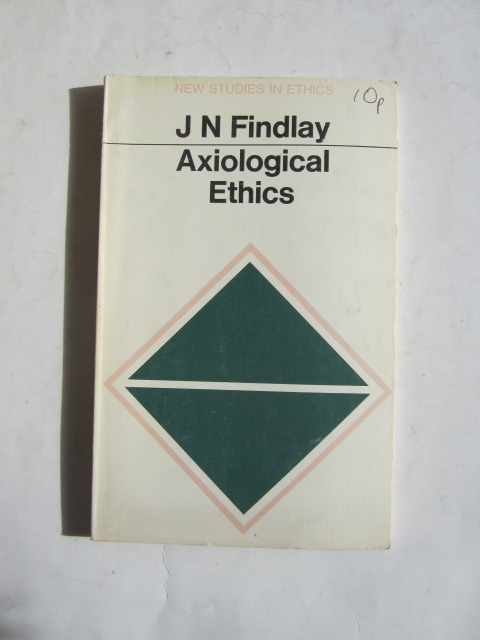 NEW STUDIES IN ETHICS
10p
J N Findlay
Axiological
Ethics